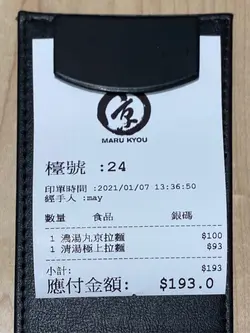 京
MARU KYOU
檯號 :24
印單時間 :2021/01/07 13:36:50
經手人 :may
數量 食品 銀碼
1 濃湯丸京拉麵 $100
1 清湯極上拉麵 $93
小計: $193
應付金額: $193.0